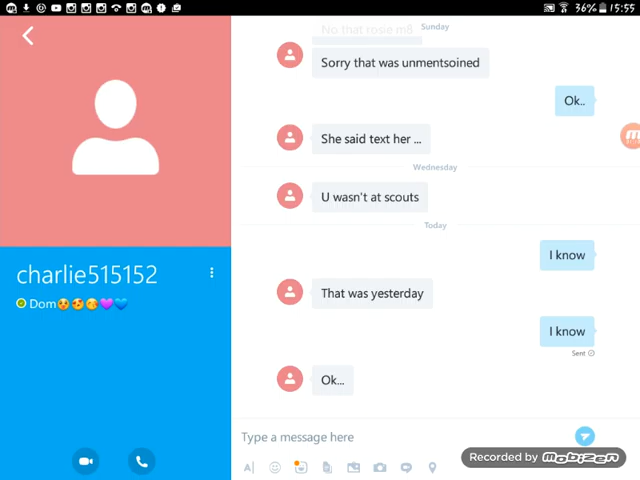 36% 15:55
No that rosie m8
Sunday
Sorry that was unmentsoined
Ok..
She said text her ...
Wednesday
U wasn't at scouts
Today
I know
That was yesterday
I know
Sent
Ok...
charlie515152
Dom
Type a message here
Recorded by mobizen